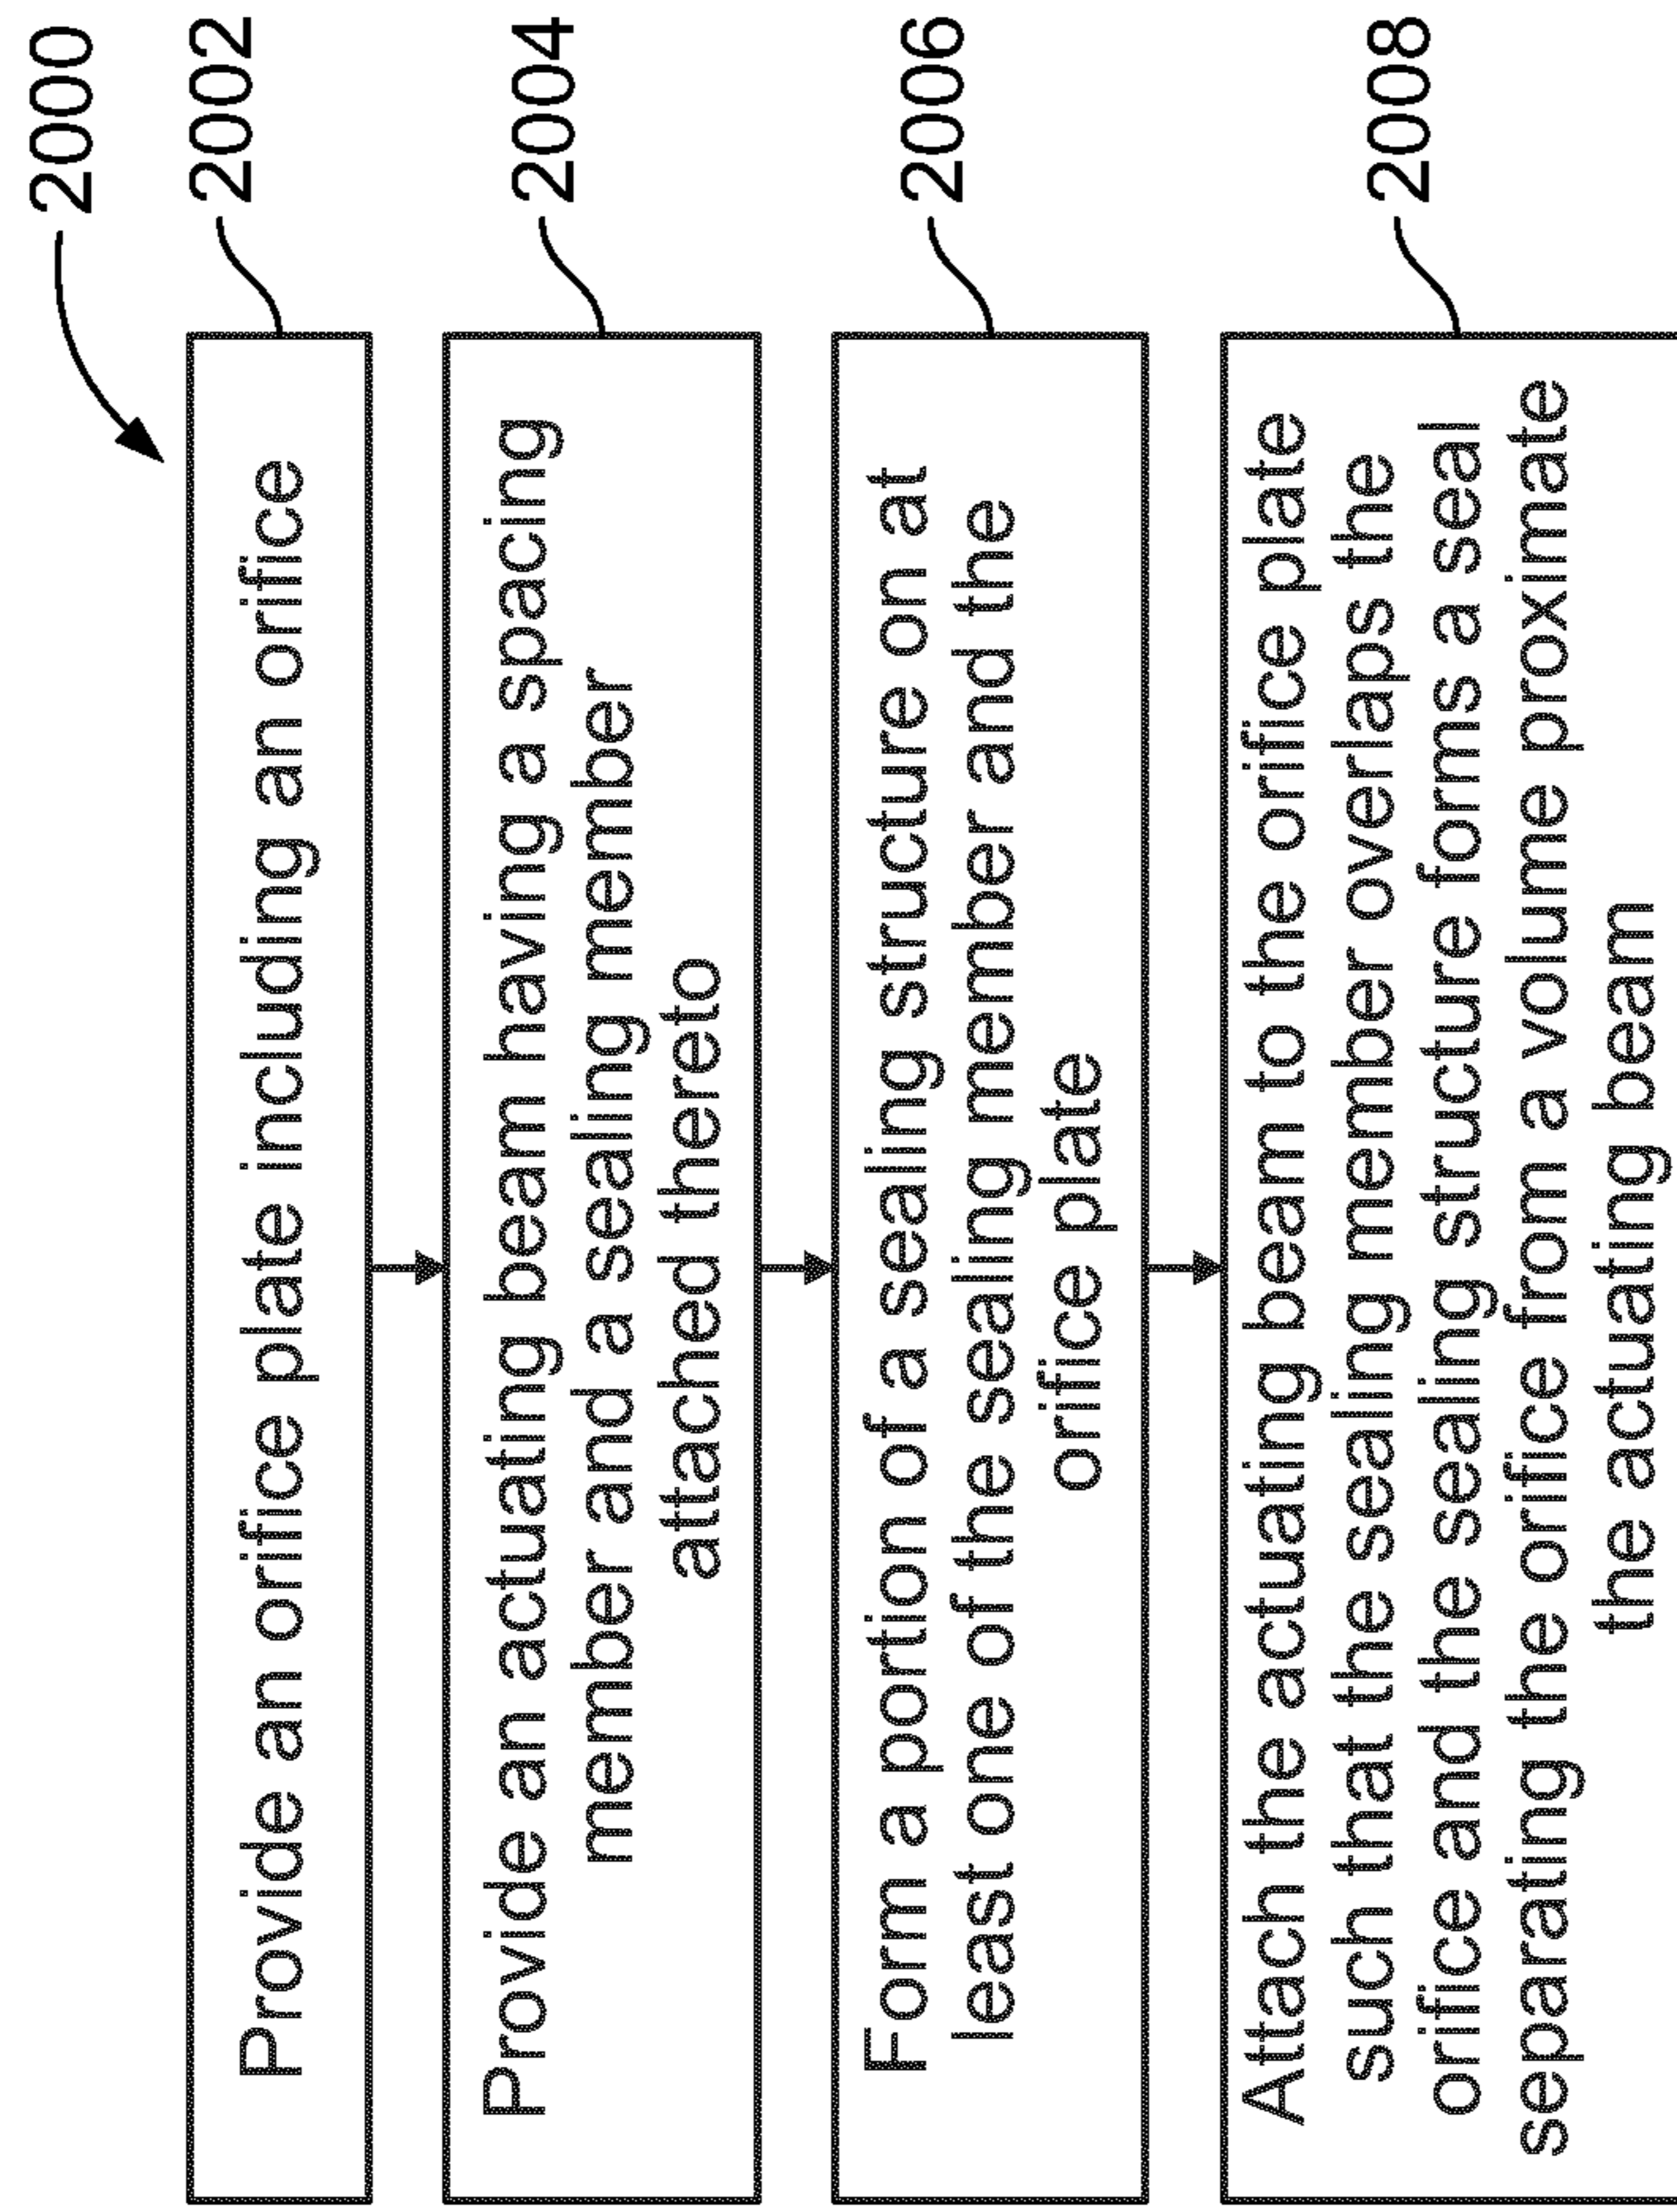 2000
2002
Provide an orifice plate including an orifice
2004
Provide an actuating beam having a spacing
member and a sealing member
attached thereto
2006
Form a portion of a sealing structure on at
least one of the sealing member and the
orifice plate
2008
Attach the actuating beam to the orifice plate
such that the sealing member overlaps the
orifice and the sealing structure forms a seal
separating the orifice from a volume proximate
the actuating beam